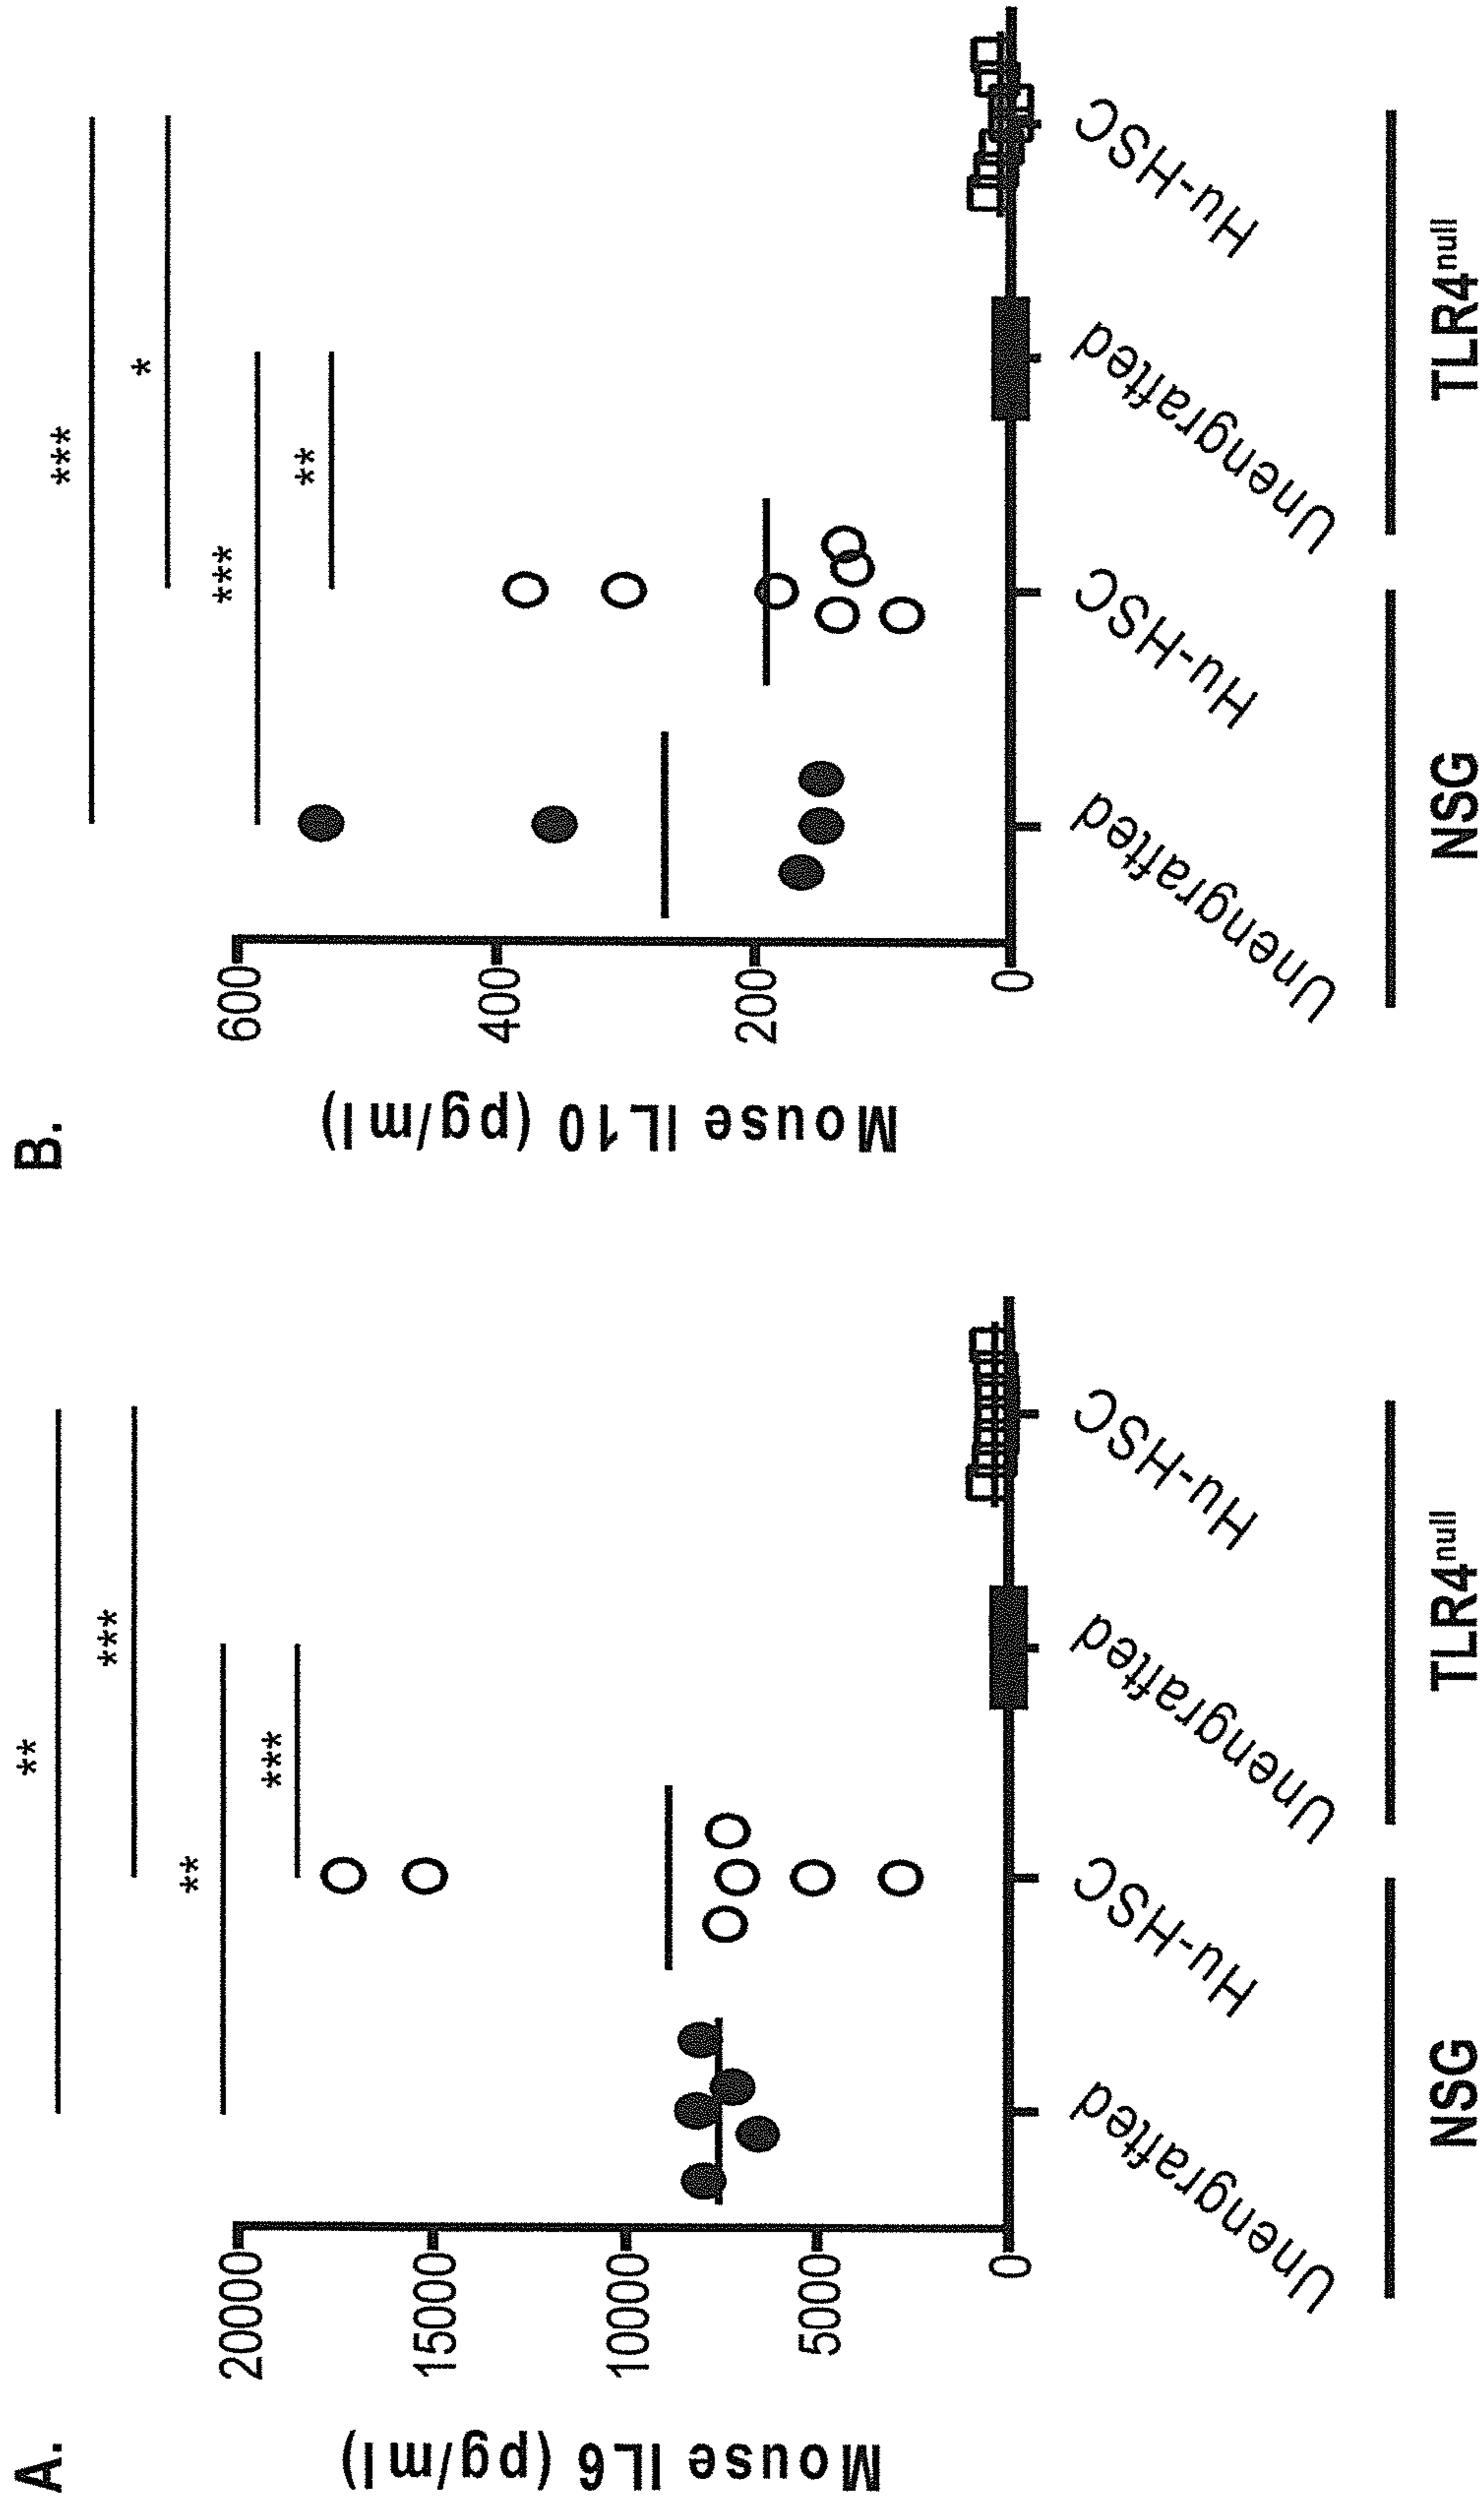 A.
**
***
**
***
Mouse IL6 (pg/ml)
20000
15000
10000
5000
0
Unengrafted
Hu-HSC
Unengrafted
Hu-HSC
NSG
TLR4null
B.
***
*
***
**
Mouse IL10 (pg/ml)
600
400
200
0
Unengrafted
Hu-HSC
Unengrafted
Hu-HSC
NSG
TLR4null